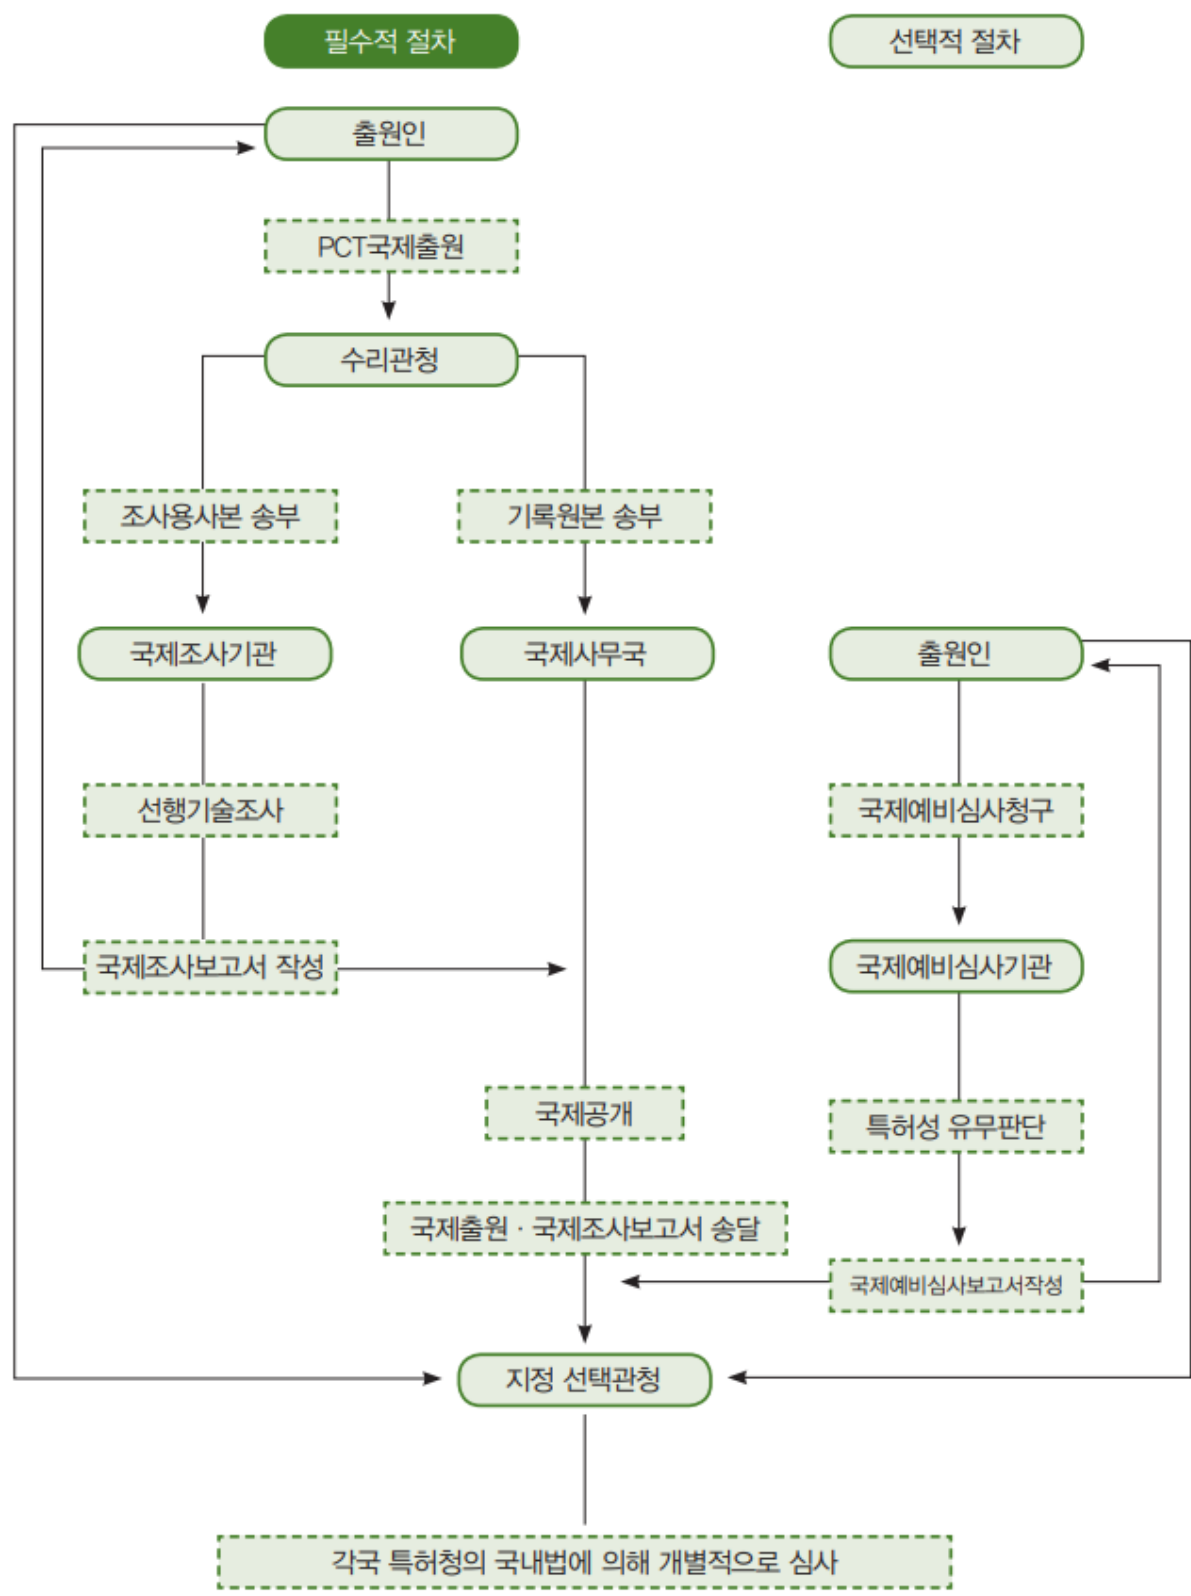 필수적 절차
선택적 절차
출원인
PCT국제출원
수리관청
조사용사본 송부
기록원본 송부
국제조사기관
국제사무국
출원인
선행기술조사
국제예비심사청구
국제조사보고서 작성
국제예비심사기관
국제공개
특허성 유무판단
국제출원 · 국제조사보고서 송달
국제예비심사보고서작성
지정 선택관청
각국 특허청의 국내법에 의해 개별적으로 심사